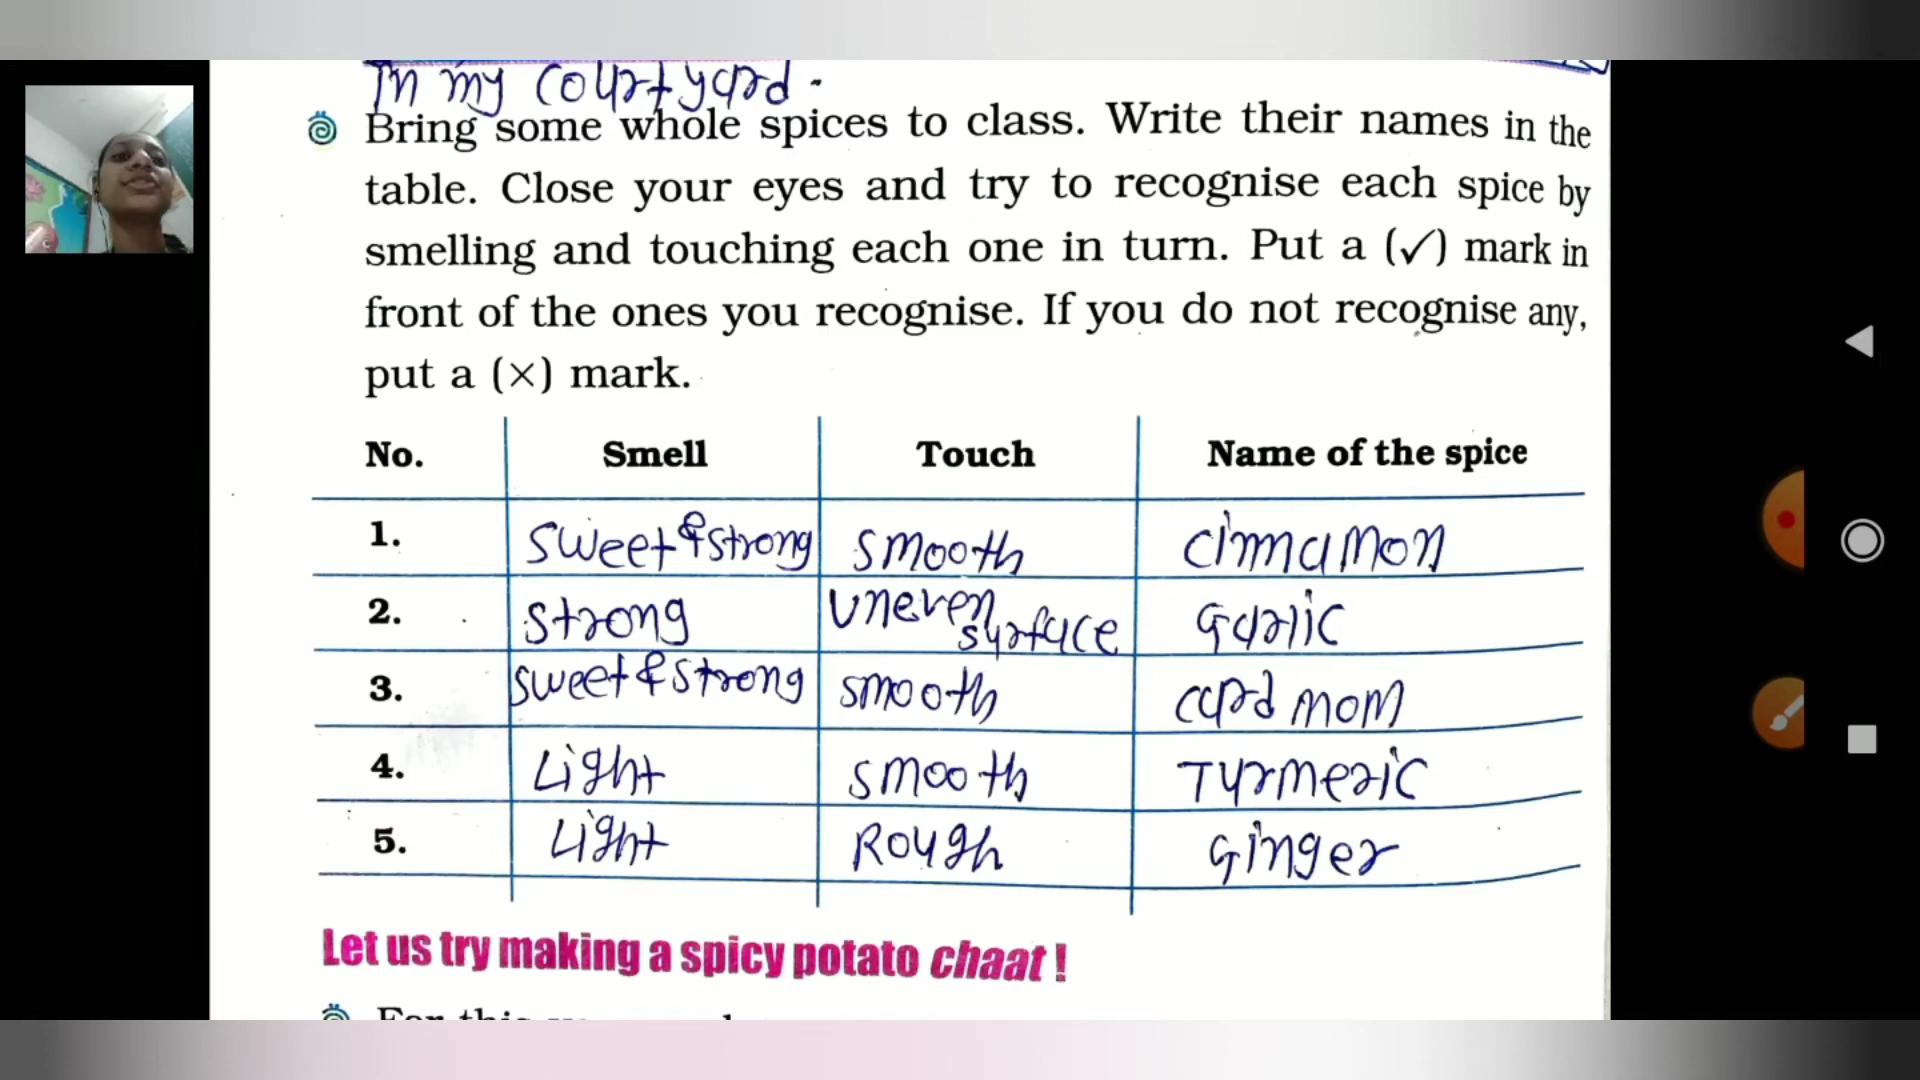 In my courtyard.
Bring some whole spices to class. Write their names in the
table. Close your eyes and try to recognise each spice by
smelling and touching each one in turn. Put a (✓) mark in
front of the ones you recognise. If you do not recognise any,
put a (×) mark.
No. Smell Touch Name of the spice
1. sweet & strong smooth cinnamon
2. strong uneven surface Garlic
3. sweet & strong smooth card mom
4. Light smooth Turmeric
5. Light Rough Ginger
Let us try making a spicy potato chaat !
For this